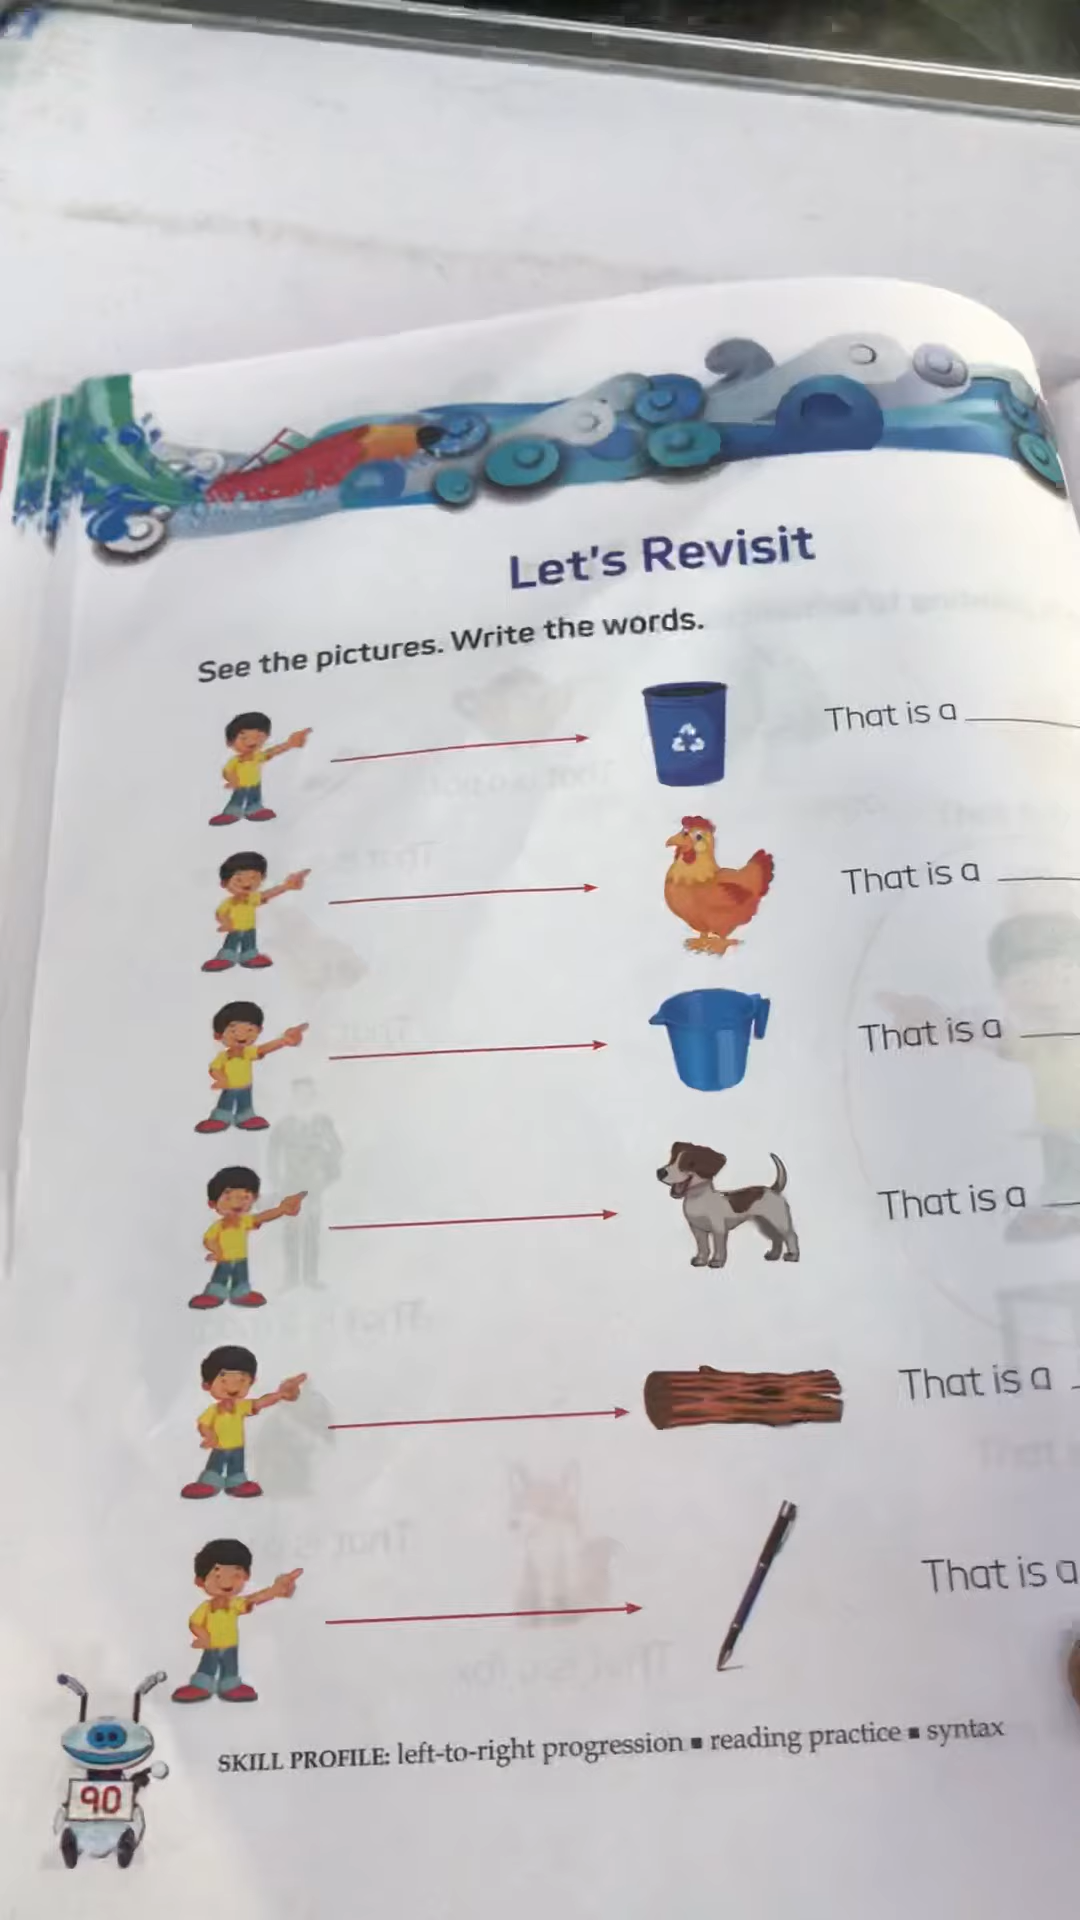 Let's Revisit
See the pictures. Write the words.
That is a
That is a
That is a
That is a
That is a
That is a
SKILL PROFILE: left-to-right progression ▪ reading practice ▪ syntax
90